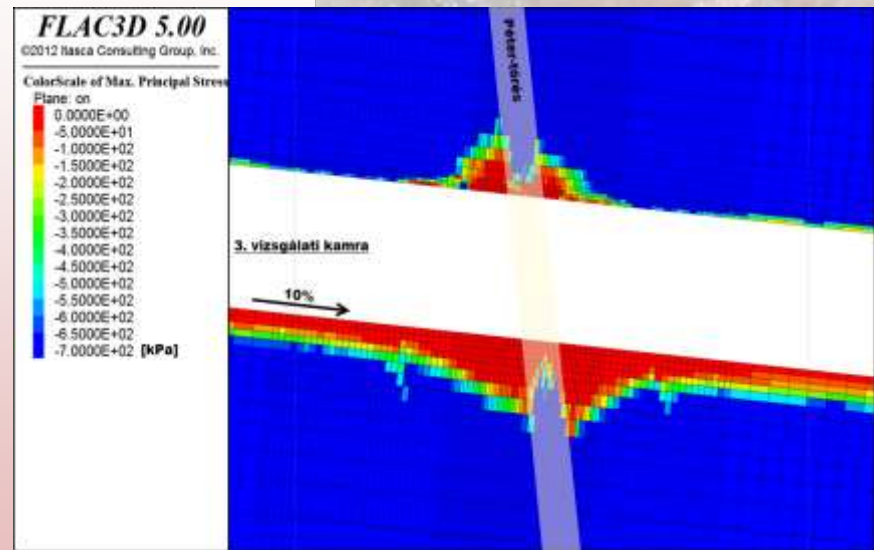 FLAC3D 5.00
©2012 Itasca Consulting Group, Inc.
ColorScale of Max. Principal Stress
Plane: on
0.0000E+00
-5.0000E+01
-1.0000E+02
-1.5000E+02
-2.0000E+02
-2.5000E+02
-3.0000E+02
-3.5000E+02
-4.0000E+02
-4.5000E+02
-5.0000E+02
-5.5000E+02
-6.0000E+02
-6.5000E+02
-7.0000E+02 [kPa]
Péter-törés
3. vizsgálati kamra
10%